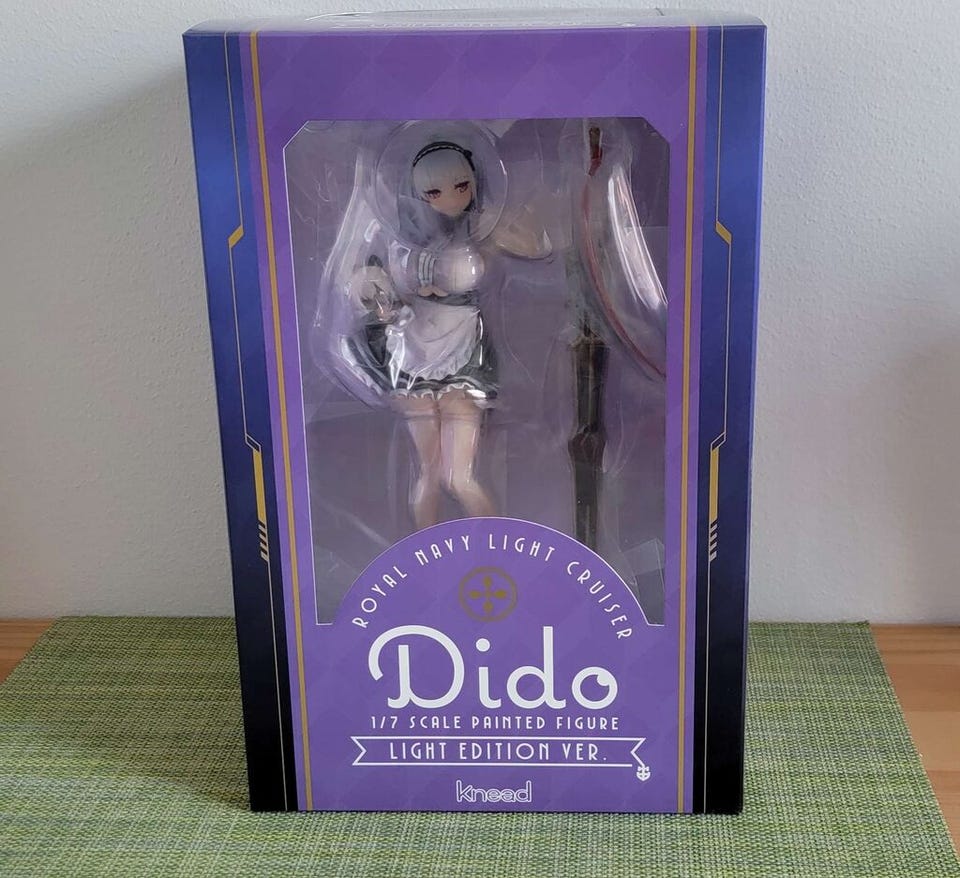 ROYAL NAVY LIGHT CRUISER
Dido
1/7 SCALE PAINTED FIGURE
LIGHT EDITION VER.
knead